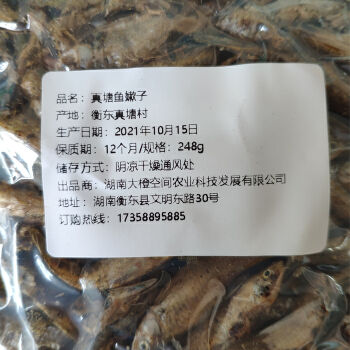 品名：真塘鱼嫩子
产地：衡东真塘村
生产日期：2021年10月15日
保质期：12个月/规格：248g
储存方式：阴凉干燥通风处
出品商：湖南大橙空间农业科技发展有限公司
地址：湖南衡东县文明东路30号
订购热线：17358895885